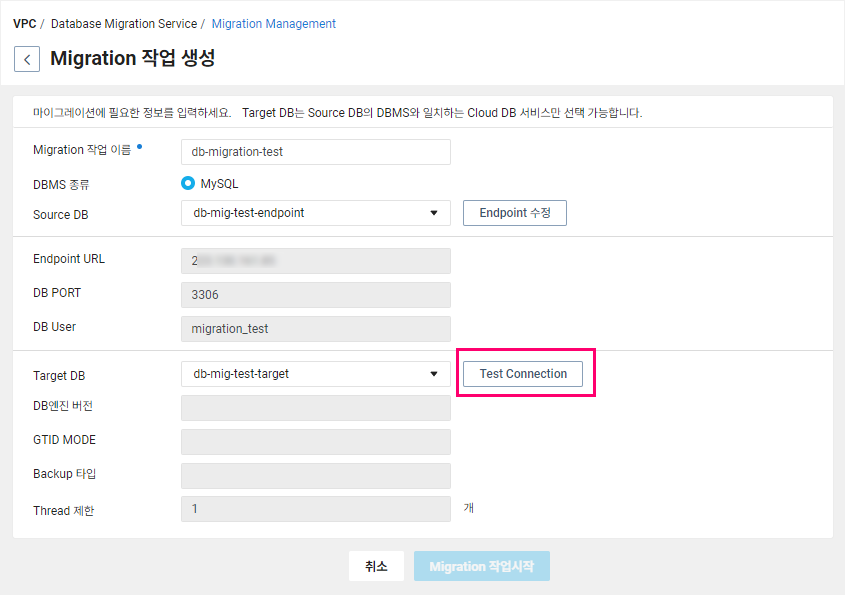 VPC / Database Migration Service / Migration Management
Migration 작업 생성
마이그레이션에 필요한 정보를 입력하세요. Target DB는 Source DB의 DBMS와 일치하는 Cloud DB 서비스만 선택 가능합니다.
Migration 작업 이름 db-migration-test
DBMS 종류 MySQL
Source DB db-mig-test-endpoint Endpoint 수정
Endpoint URL
DB PORT 3306
DB User migration_test
Target DB db-mig-test-target Test Connection
DB엔진 버전
GTID MODE
Backup 타입
Thread 제한 1 개
취소 Migration 작업시작